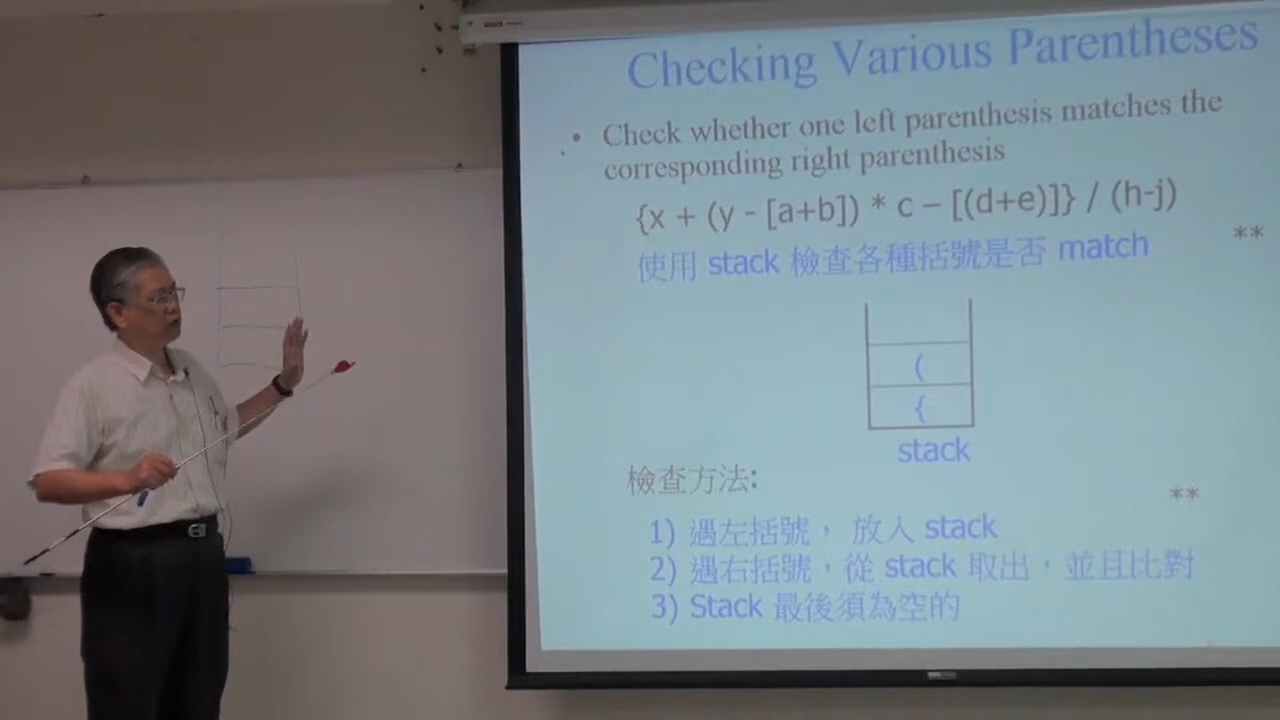 Checking Various Parentheses
• Check whether one left parenthesis matches the
corresponding right parenthesis
{x + (y - [a+b]) * c – [(d+e)]} / (h-j)
使用 stack 檢查各種括號是否 match
**
(
{
stack
檢查方法:
**
1) 遇左括號， 放入 stack
2) 遇右括號，從 stack 取出，並且比對
3) Stack 最後須為空的